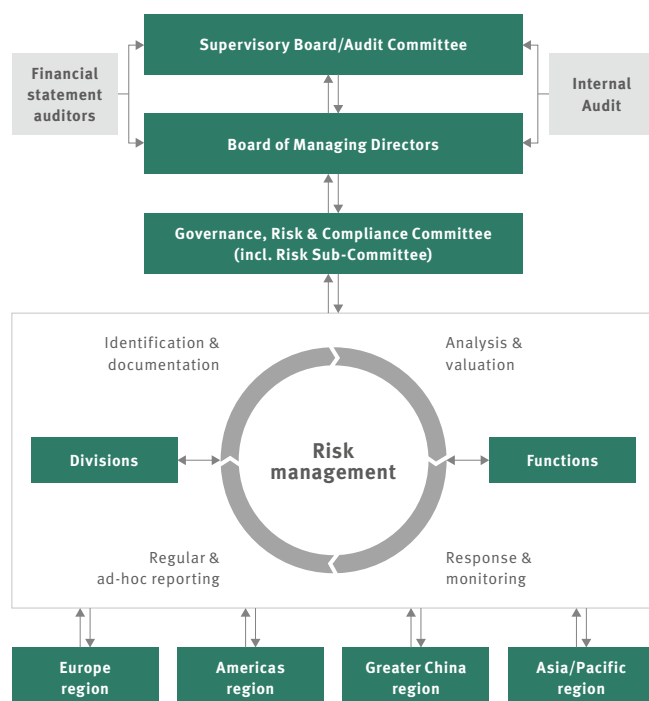 Supervisory Board/Audit Committee
Financial
statement
auditors
Internal
Audit
Board of Managing Directors
Governance, Risk & Compliance Committee
(incl. Risk Sub-Committee)
Identification &
documentation
Analysis &
valuation
Divisions
Risk
management
Functions
Regular &
ad-hoc reporting
Response &
monitoring
Europe
region
Americas
region
Greater China
region
Asia/Pacific
region